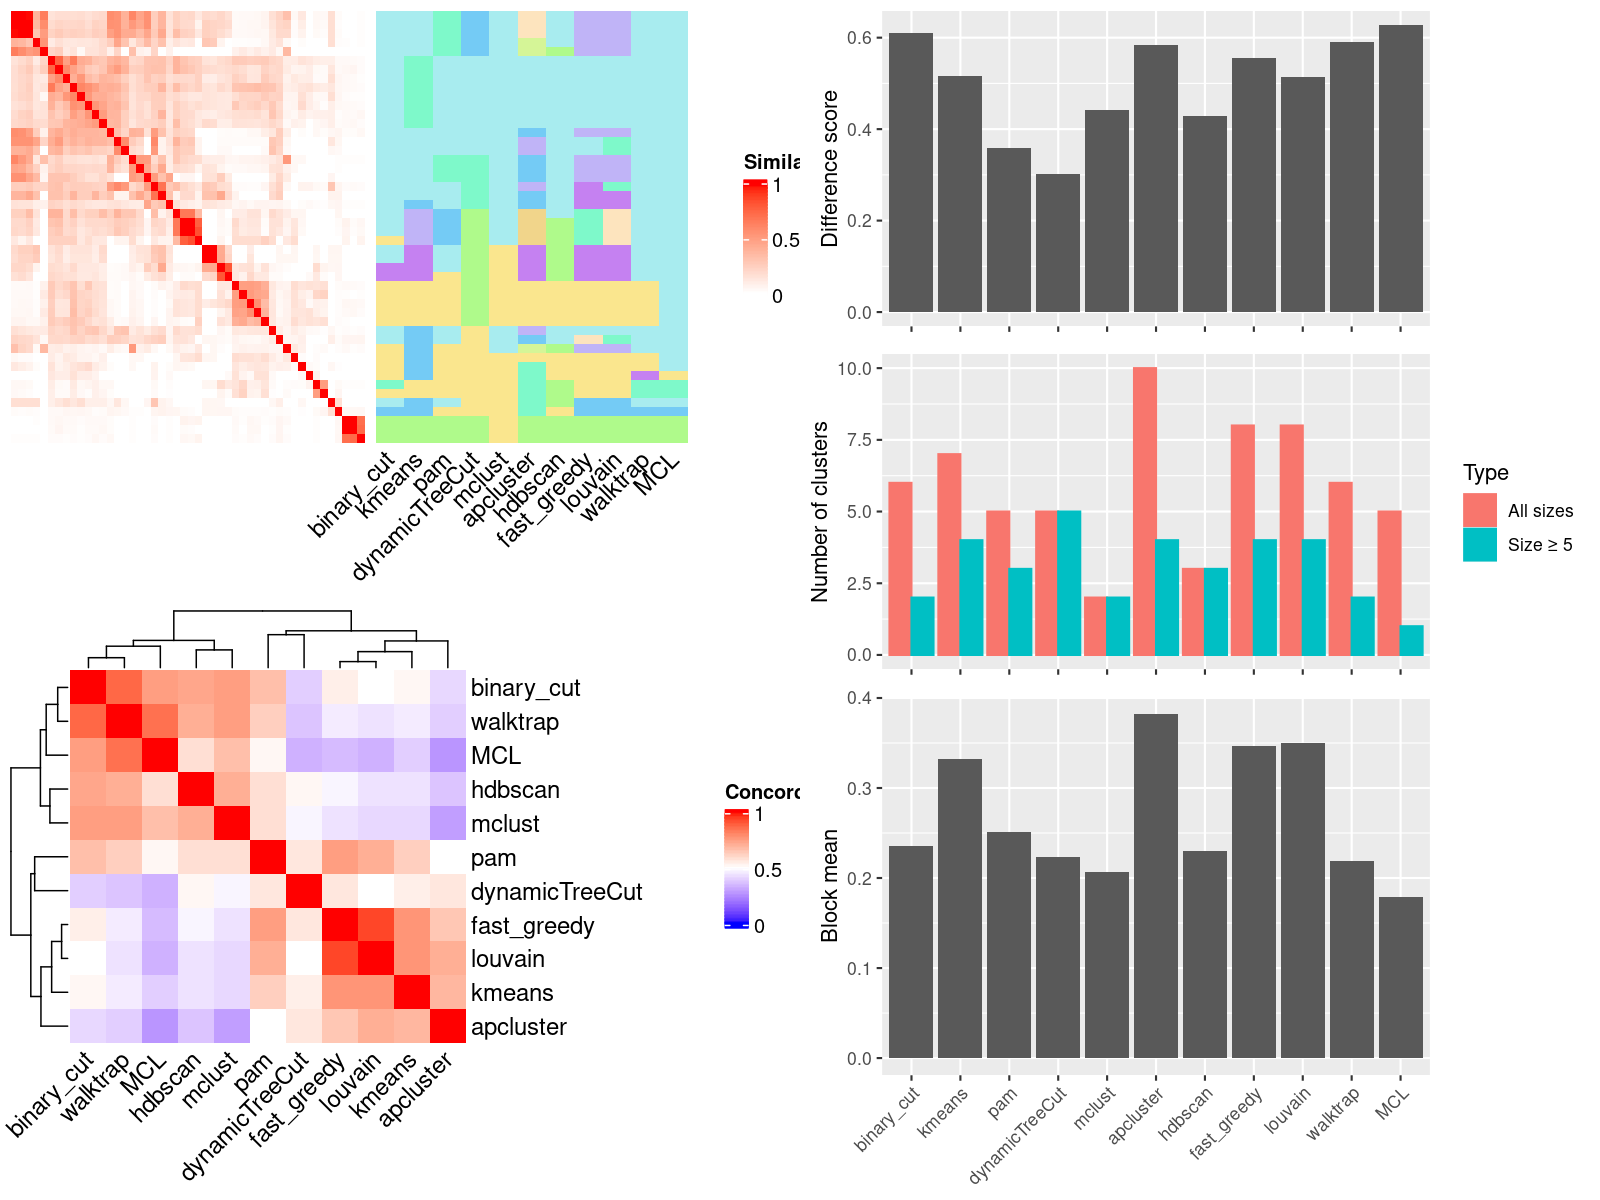 Simila
1
0.5
0
binary_cut
kmeans
pam
dynamicTreeCut
mclust
apcluster
hdbscan
fast_greedy
louvain
walktrap
MCL
binary_cut
walktrap
MCL
hdbscan
mclust
pam
dynamicTreeCut
fast_greedy
louvain
kmeans
apcluster
Concord
1
0.5
0
binary_cut
walktrap
MCL
hdbscan
mclust
pam
dynamicTreeCut
fast_greedy
louvain
kmeans
apcluster
Difference score
0.6
0.4
0.2
0.0
Number of clusters
10.0
7.5
5.0
2.5
0.0
Type
All sizes
Size ≥ 5
Block mean
0.4
0.3
0.2
0.1
0.0
binary_cut
kmeans
pam
dynamicTreeCut
mclust
apcluster
hdbscan
fast_greedy
louvain
walktrap
MCL